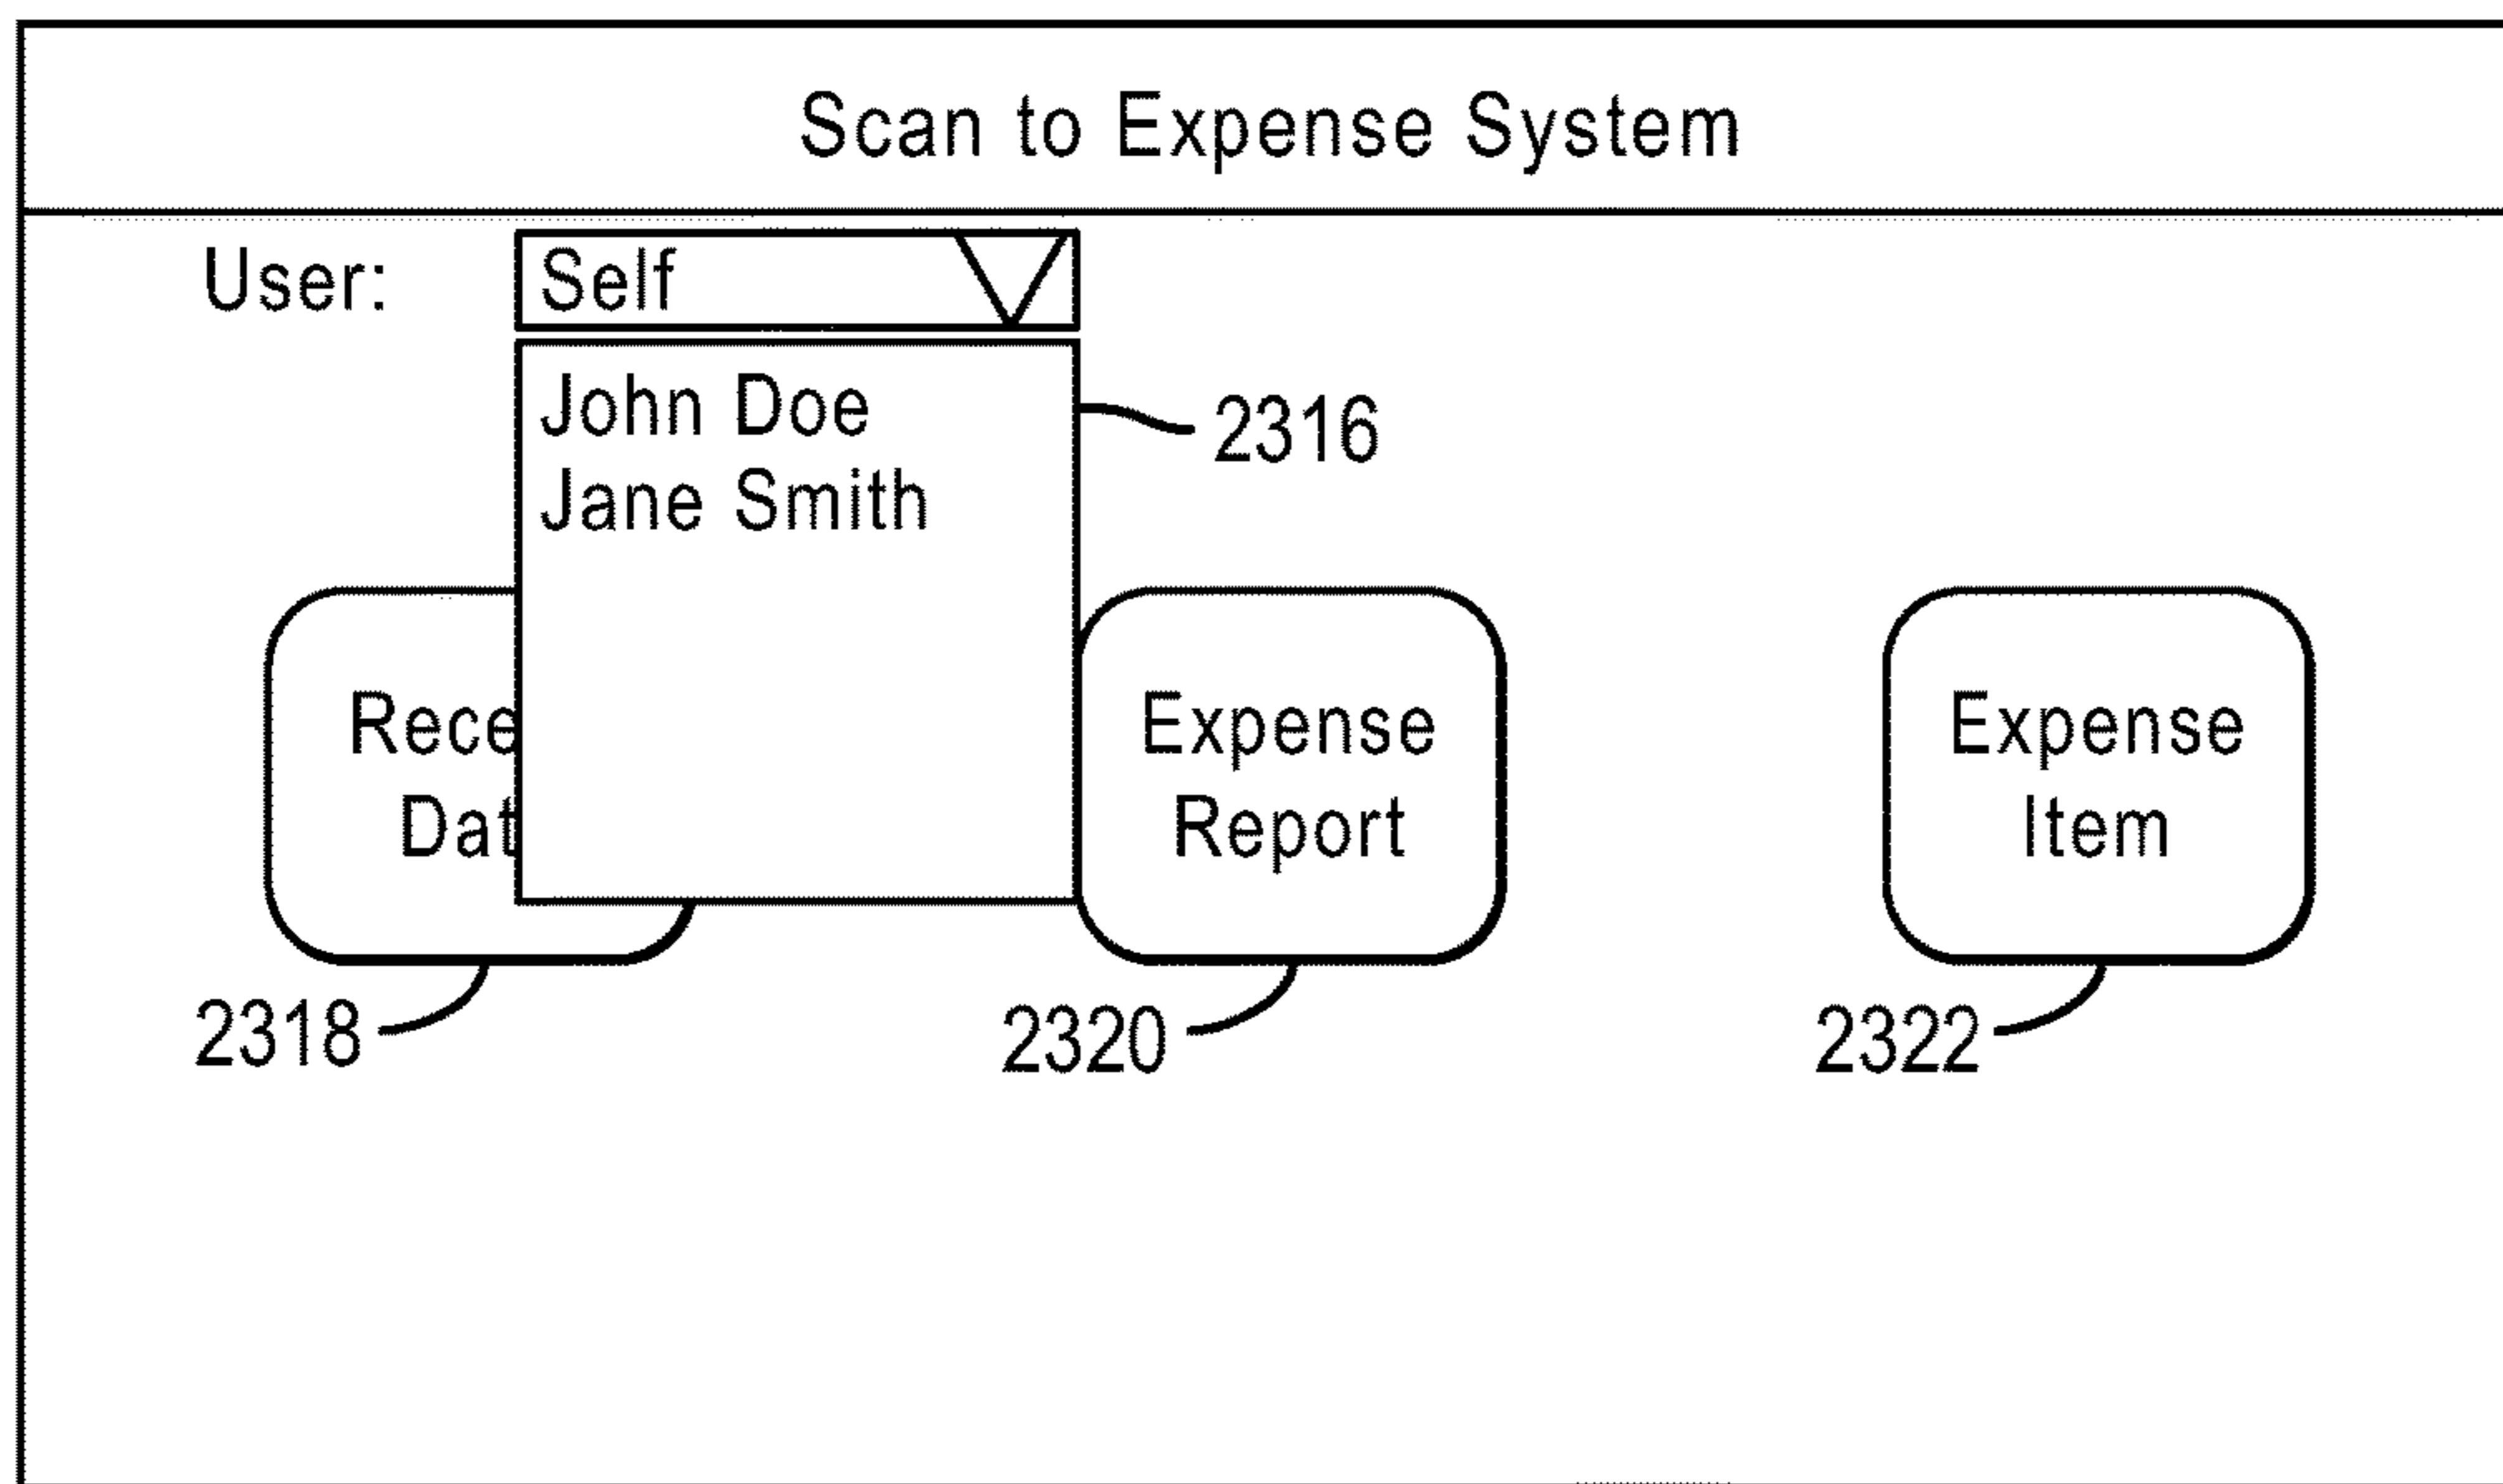 Scan to Expense System
User: Self
John Doe
Jane Smith
2316
Rece
Dat
Expense
Report
Expense
Item
2318
2320
2322